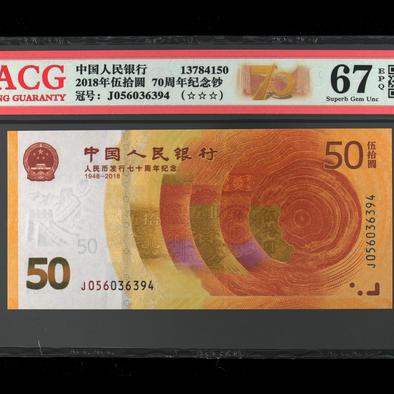 ACG
NG GUARANTY
中国人民银行 13784150
2018年伍拾圆 70周年纪念钞
冠号: J056036394 (☆☆☆)
70
67 EPQ
Superb Gem Unc
中国人民银行
人民币发行七十周年纪念
1948-2018
50 伍拾圆
50
50
J056036394
J056036394